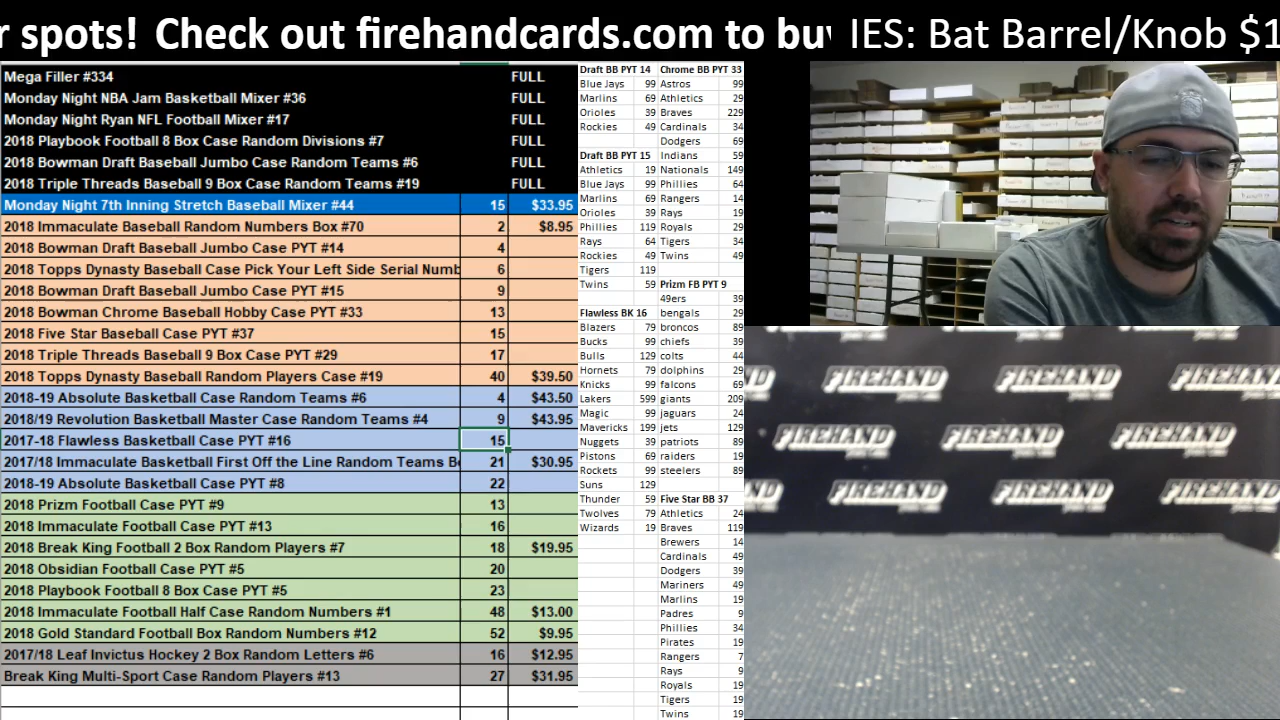 r spots! Check out firehandcards.com to bu
IES: Bat Barrel/Knob $1
Mega Filler #334 FULL
Monday Night NBA Jam Basketball Mixer #36 FULL
Monday Night Ryan NFL Football Mixer #17 FULL
2018 Playbook Football 8 Box Case Random Divisions #7 FULL
2018 Bowman Draft Baseball Jumbo Case Random Teams #6 FULL
2018 Triple Threads Baseball 9 Box Case Random Teams #19 FULL
Monday Night 7th Inning Stretch Baseball Mixer #44 15 $33.95
2018 Immaculate Baseball Random Numbers Box #70 2 $8.95
2018 Bowman Draft Baseball Jumbo Case PYT #14 4
2018 Topps Dynasty Baseball Case Pick Your Left Side Serial Numb 6
2018 Bowman Draft Baseball Jumbo Case PYT #15 9
2018 Bowman Chrome Baseball Hobby Case PYT #33 13
2018 Five Star Baseball Case PYT #37 15
2018 Triple Threads Baseball 9 Box Case PYT #29 17
2018 Topps Dynasty Baseball Random Players Case #19 40 $39.50
2018-19 Absolute Basketball Case Random Teams #6 4 $43.50
2018/19 Revolution Basketball Master Case Random Teams #4 9 $43.95
2017-18 Flawless Basketball Case PYT #16 15
2017/18 Immaculate Basketball First Off the Line Random Teams B 21 $30.95
2018-19 Absolute Basketball Case PYT #8 22
2018 Prizm Football Case PYT #9 13
2018 Immaculate Football Case PYT #13 16
2018 Break King Football 2 Box Random Players #7 18 $19.95
2018 Obsidian Football Case PYT #5 20
2018 Playbook Football 8 Box Case PYT #5 23
2018 Immaculate Football Half Case Random Numbers #1 48 $13.00
2018 Gold Standard Football Box Random Numbers #12 52 $9.95
2017/18 Leaf Invictus Hockey 2 Box Random Letters #6 16 $12.95
Break King Multi-Sport Case Random Players #13 27 $31.95
Draft BB PYT 14
Blue Jays 99
Marlins 69
Orioles 39
Rockies 49
Draft BB PYT 15
Athletics 19
Blue Jays 99
Marlins 69
Orioles 39
Phillies 119
Rays 64
Rockies 49
Tigers 119
Twins 59
Flawless BK 16
Blazers 79
Bucks 99
Bulls 129
Hornets 79
Knicks 99
Lakers 599
Magic 99
Mavericks 199
Nuggets 39
Pistons 69
Rockets 99
Suns 129
Thunder 59
Twolves 79
Wizards 19
Chrome BB PYT 33
Astros 99
Athletics 29
Braves 229
Cardinals 34
Dodgers 69
Indians 59
Nationals 149
Phillies 64
Rangers 14
Rays 19
Royals 29
Tigers 34
Twins 49
Prizm FB PYT 9
49ers 39
bengals 29
broncos 89
chiefs 39
colts 44
dolphins 29
falcons 69
giants 209
jaguars 24
jets 129
patriots 89
raiders 19
steelers 89
Five Star BB 37
Athletics 24
Braves 119
Brewers 14
Cardinals 49
Dodgers 39
Mariners 49
Marlins 19
Padres 9
Phillies 34
Pirates 19
Rangers 7
Rays 9
Royals 19
Tigers 19
Twins 19
FIREHAND FIREHAND FIREHAND
FIREHAND FIREHAND FIREHAND
FIREHAND FIREHAND FIREHAND